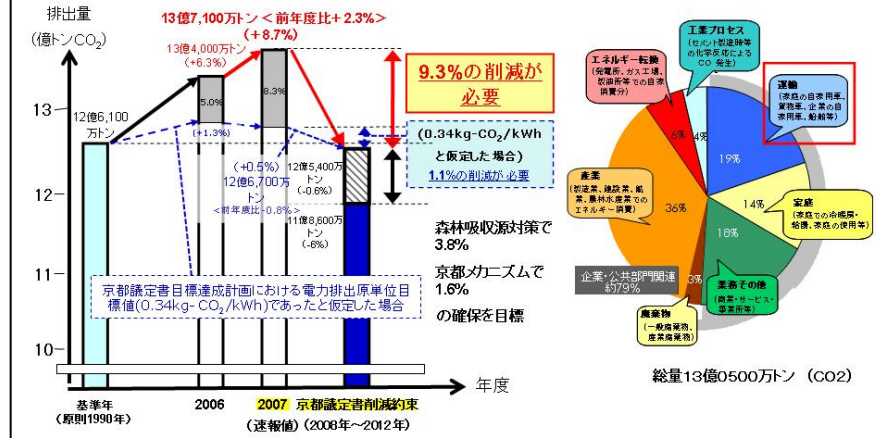 排出量
(億トンCO₂)
13億7,100万トン＜前年度比+2.3%＞
(+8.7%)
13億4,000万トン
(+6.3%)
12億6,100
万トン
13
12
11
10
5.0%
8.3%
(+1.3%)
(+0.5%)
12億6,700万
トン
<前年度比-0.8%>
12億5,400万
トン
(-0.6%)
11億8,600万
トン
(-6%)
9.3%の削減が
必要
(0.34kg-CO₂/kWh
と仮定した場合)
1.1%の削減が必要
森林吸収源対策で
3.8%
京都メカニズムで
1.6%
の確保を目標
京都議定書目標達成計画における電力排出原単位目
標値(0.34kg-CO₂/kWh)であったと仮定した場合
年度
基準年
(原則1990年)
2006
2007
(速報値)
京都議定書削減約束
(2008年～2012年)
工業プロセス
(セメント製造時等
の化学反応による
CO 発生)
エネルギー転換
(発電所、ガス工場、
製油所等での自家
消費分)
運輸
(家庭の自家用車、
貨物車、企業の自
家用車、船舶等)
産業
(製造業、建設業、鉱
業、農林水産業での
エネルギー消費)
家庭
(家庭での冷暖房・
給湯、家電の使用等)
業務その他
(商業・サービス・
事業所等)
廃棄物
(一般廃棄物、
産業廃棄物)
6%
4%
19%
36%
14%
18%
3%
企業・公共部門関連
約79%
総量13億0500万トン (CO2)